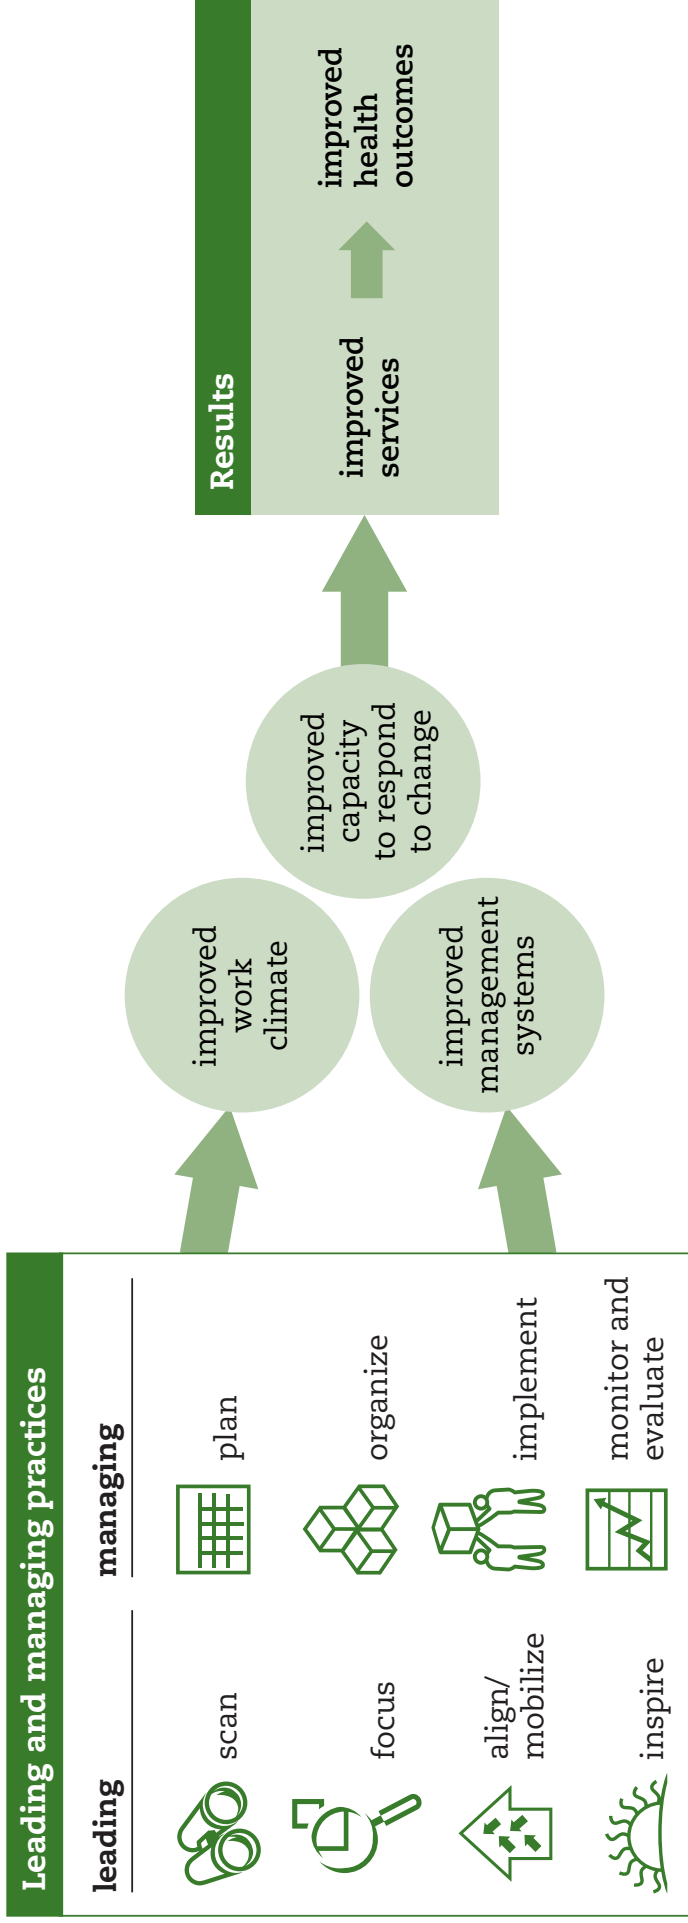 Leading and managing practices
leading
scan
focus
align/
mobilize
inspire
managing
plan
organize
implement
monitor and
evaluate
improved
work
climate
improved
management
systems
improved
capacity
to respond
to change
Results
improved
services
improved
health
outcomes